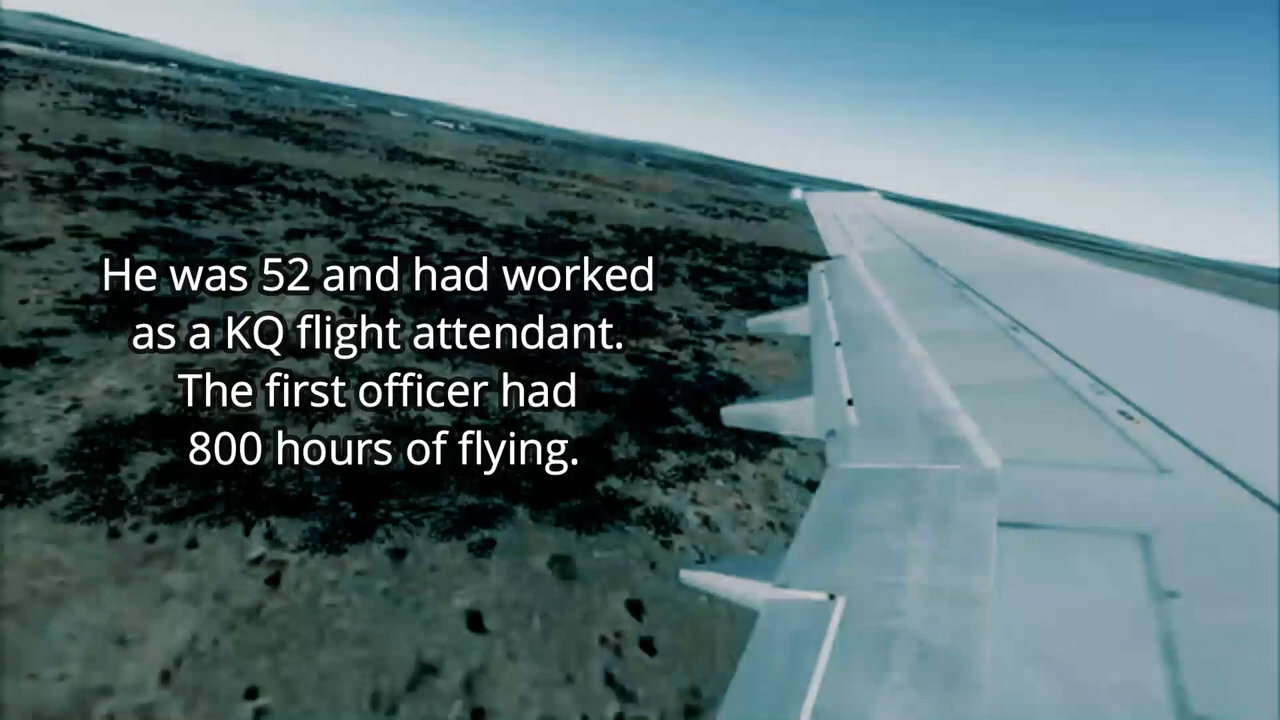 He was 52 and had worked
as a KQ flight attendant.
The first officer had
800 hours of flying.